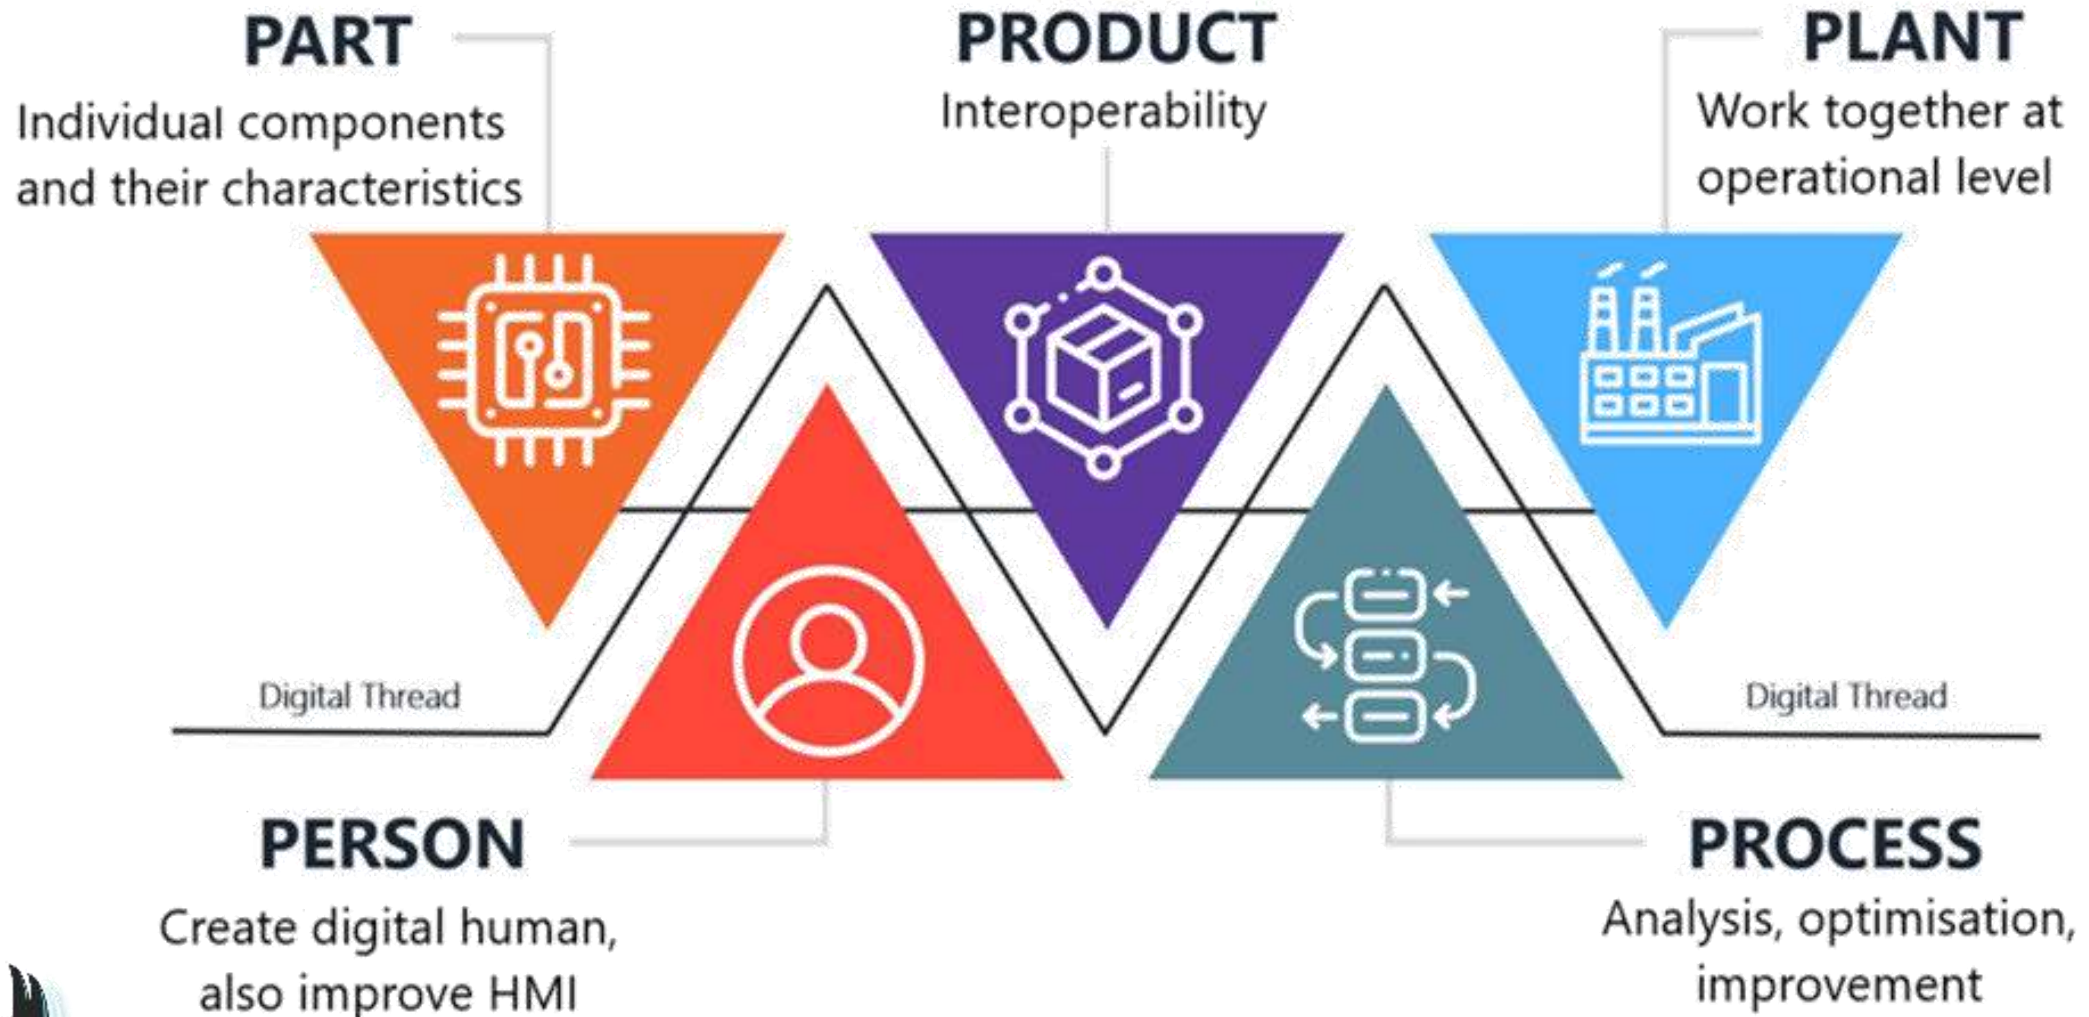 PART
Individual components
and their characteristics
PRODUCT
Interoperability
PLANT
Work together at
operational level
Digital Thread
Digital Thread
PERSON
Create digital human,
also improve HMI
PROCESS
Analysis, optimisation,
improvement